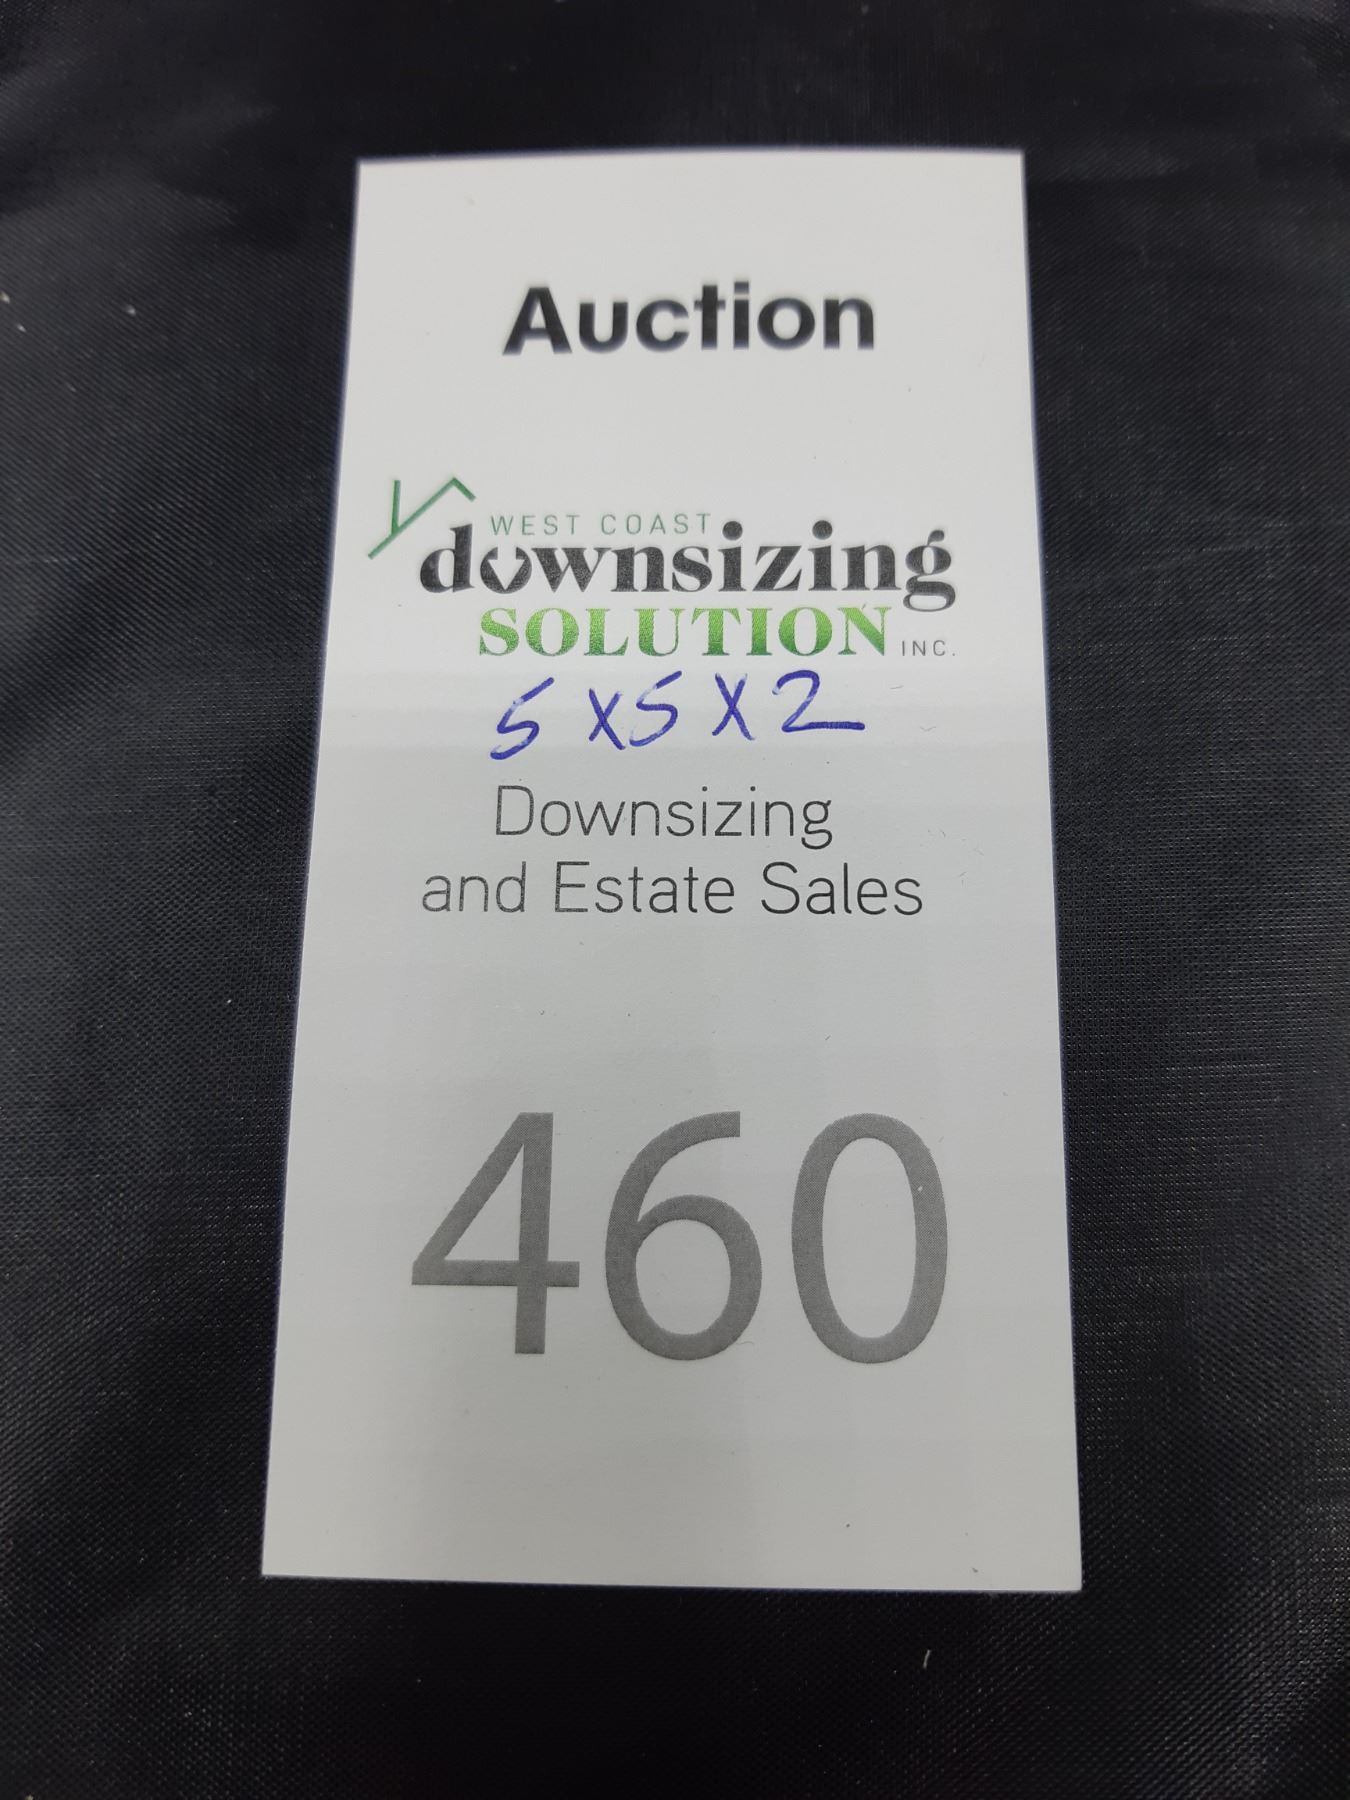 Auction
WEST COAST
downsizing
SOLUTION INC.
5 x 5 x 2
Downsizing
and Estate Sales
460